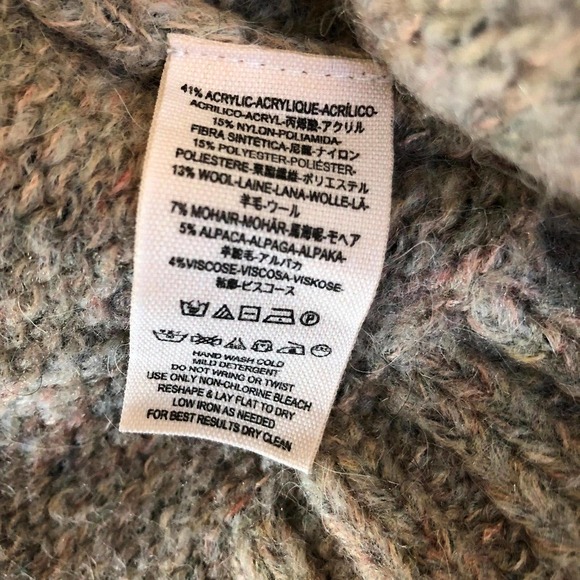 41% ACRYLIC-ACRYLIQUE-ACRÍLICO-
ACRILICO-ACRYL-丙烯酸-アクリル
15% NYLON-POLIAMIDA-
FIBRA SINTÉTICA-尼龍-ナイロン
15% POLYESTER-POLIÉSTER-
POLIESTERE-聚酯纖維-ポリエステル
13% WOOL-LAINE-LANA-WOLLE-LÃ-
羊毛-ウール
7% MOHAIR-MOHÄR-馬海呢-モヘア
5% ALPACA-ALPAGA-ALPAKA-
羊駝毛-アルパカ
4%VISCOSE-VISCOSA-VISKOSE-
粘膠-ビスコース
HAND WASH COLD
MILD DETERGENT
DO NOT WRING OR TWIST
USE ONLY NON-CHLORINE BLEACH
RESHAPE & LAY FLAT TO DRY
LOW IRON AS NEEDED
FOR BEST RESULTS DRY CLEAN